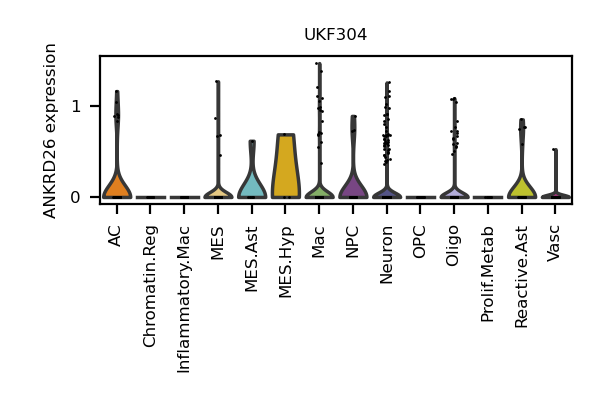 UKF304
ANKRD26 expression
1
0
AC
Chromatin.Reg
Inflammatory.Mac
MES
MES.Ast
MES.Hyp
Mac
NPC
Neuron
OPC
Oligo
Prolif.Metab
Reactive.Ast
Vasc